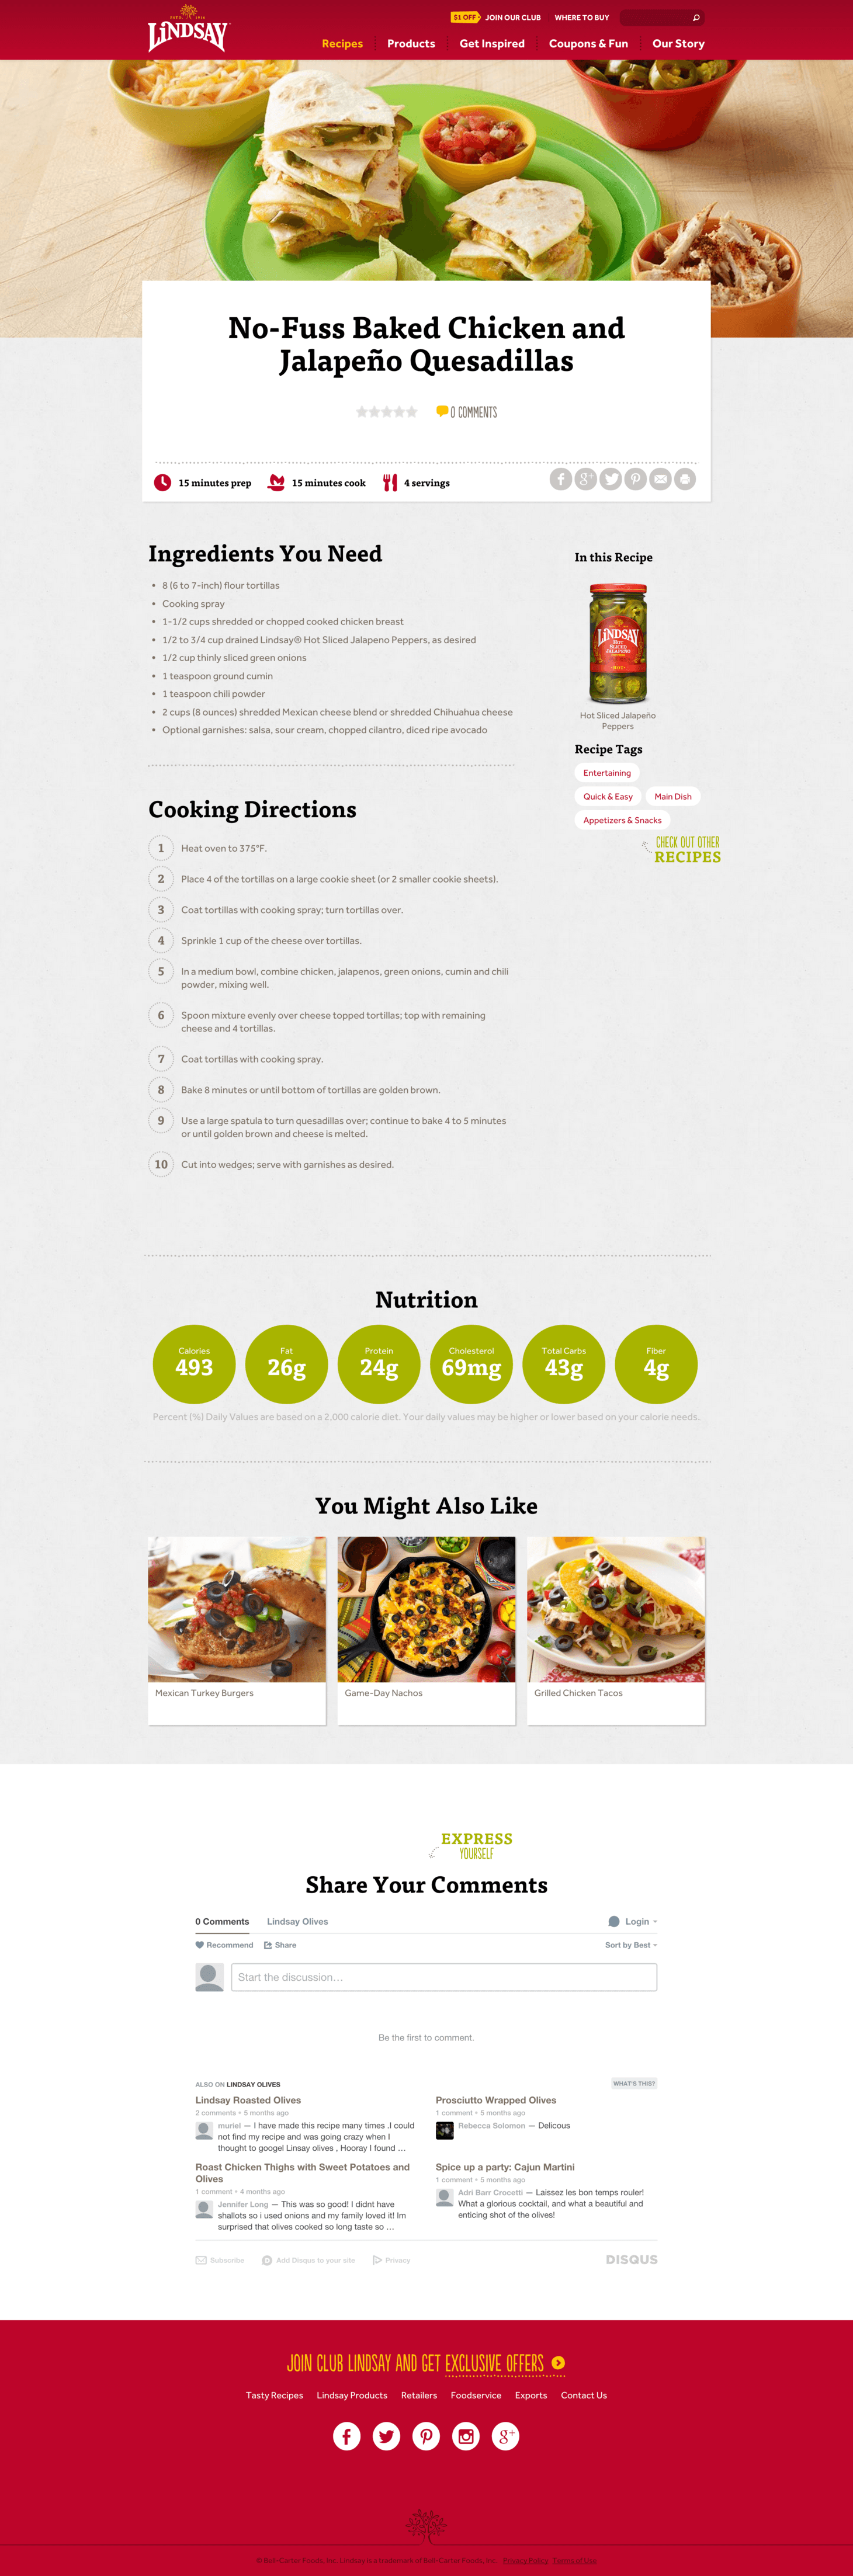 ESTD. 1916
LINDSAY
$1 OFF
JOIN OUR CLUB
WHERE TO BUY
Recipes
Products
Get Inspired
Coupons & Fun
Our Story
No-Fuss Baked Chicken and
Jalapeño Quesadillas
0 COMMENTS
15 minutes prep
15 minutes cook
4 servings
Ingredients You Need
8 (6 to 7-inch) flour tortillas
Cooking spray
1-1/2 cups shredded or chopped cooked chicken breast
1/2 to 3/4 cup drained Lindsay® Hot Sliced Jalapeno Peppers, as desired
1/2 cup thinly sliced green onions
1 teaspoon ground cumin
1 teaspoon chili powder
2 cups (8 ounces) shredded Mexican cheese blend or shredded Chihuahua cheese
Optional garnishes: salsa, sour cream, chopped cilantro, diced ripe avocado
In this Recipe
LINDSAY
HOT
SLICED
JALAPEÑO
HOT
Hot Sliced Jalapeño
Peppers
Recipe Tags
Entertaining
Quick & Easy
Main Dish
Appetizers & Snacks
CHECK OUT OTHER
RECIPES
Cooking Directions
1 Heat oven to 375°F.
2 Place 4 of the tortillas on a large cookie sheet (or 2 smaller cookie sheets).
3 Coat tortillas with cooking spray; turn tortillas over.
4 Sprinkle 1 cup of the cheese over tortillas.
5 In a medium bowl, combine chicken, jalapenos, green onions, cumin and chili
powder, mixing well.
6 Spoon mixture evenly over cheese topped tortillas; top with remaining
cheese and 4 tortillas.
7 Coat tortillas with cooking spray.
8 Bake 8 minutes or until bottom of tortillas are golden brown.
9 Use a large spatula to turn quesadillas over; continue to bake 4 to 5 minutes
or until golden brown and cheese is melted.
10 Cut into wedges; serve with garnishes as desired.
Nutrition
Calories
493
Fat
26g
Protein
24g
Cholesterol
69mg
Total Carbs
43g
Fiber
4g
Percent (%) Daily Values are based on a 2,000 calorie diet. Your daily values may be higher or lower based on your calorie needs.
You Might Also Like
Mexican Turkey Burgers
Game-Day Nachos
Grilled Chicken Tacos
EXPRESS
YOURSELF
Share Your Comments
0 Comments
Lindsay Olives
Login
Recommend
Share
Sort by Best
Start the discussion…
Be the first to comment.
ALSO ON LINDSAY OLIVES
WHAT'S THIS?
Lindsay Roasted Olives
2 comments • 5 months ago
muriel — I have made this recipe many times .I could
not find my recipe and was going crazy when I
thought to googel Linsay olives , Hooray I found …
Prosciutto Wrapped Olives
1 comment • 5 months ago
Rebecca Solomon — Delicous
Roast Chicken Thighs with Sweet Potatoes and
Olives
1 comment • 4 months ago
Jennifer Long — This was so good! I didnt have
shallots so i used onions and my family loved it! Im
surprised that olives cooked so long taste so …
Spice up a party: Cajun Martini
1 comment • 5 months ago
Adri Barr Crocetti — Laissez les bon temps rouler!
What a glorious cocktail, and what a beautiful and
enticing shot of the olives!
Subscribe
Add Disqus to your site
Privacy
DISQUS
JOIN CLUB LINDSAY AND GET EXCLUSIVE OFFERS
Tasty Recipes
Lindsay Products
Retailers
Foodservice
Exports
Contact Us
© Bell-Carter Foods, Inc. Lindsay is a trademark of Bell-Carter Foods, Inc. Privacy Policy Terms of Use